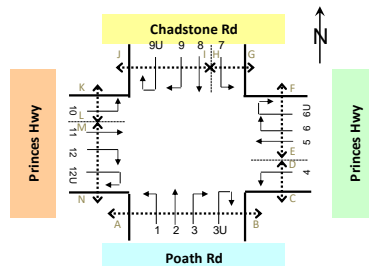 Chadstone Rd
N
J 9U 9 8 I H 7 G
K F
10 6U
L 6
M 11 5 E
12 D
12U 4
N C
A 1 2 3 3U B
Princes Hwy
Princes Hwy
Poath Rd